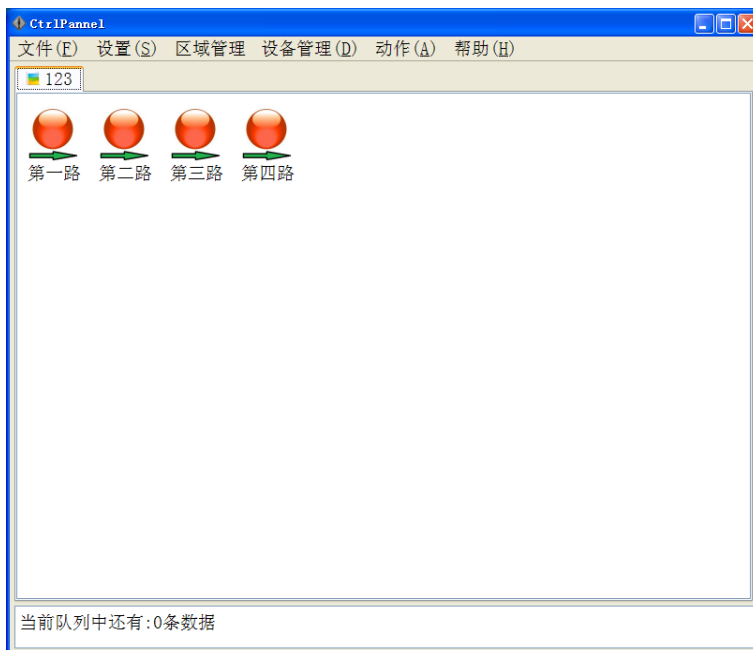 CtrlPannel
文件(F) 设置(S) 区域管理 设备管理(D) 动作(A) 帮助(H)
123
第一路 第二路 第三路 第四路
当前队列中还有:0条数据